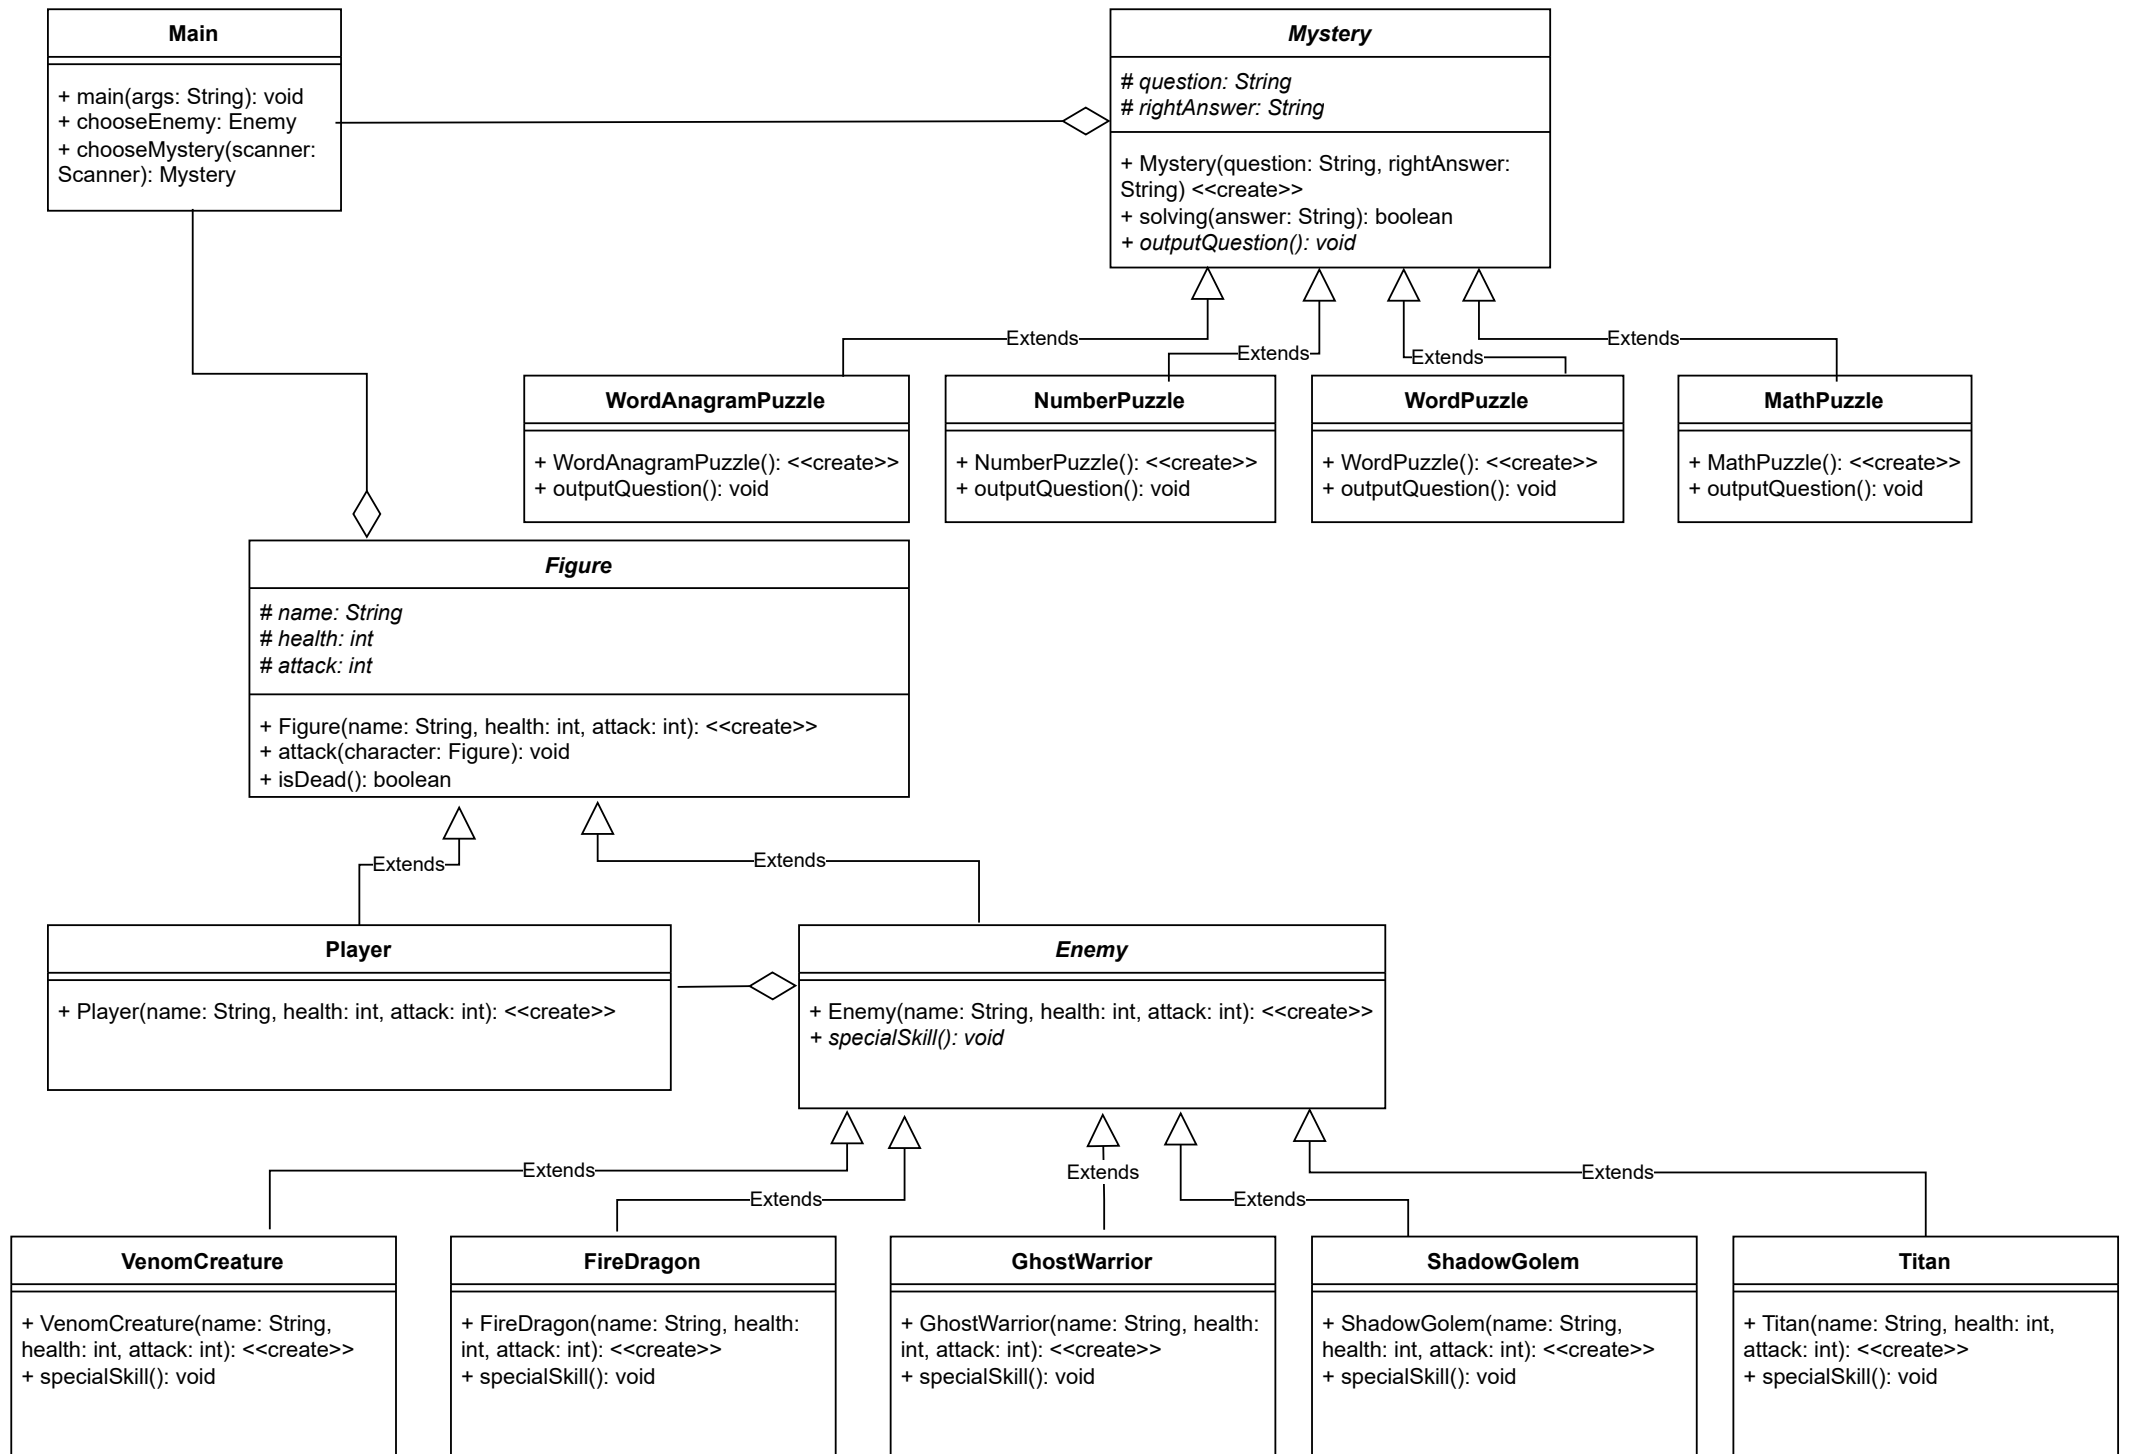 Main
+ main(args: String): void
+ chooseEnemy: Enemy
+ chooseMystery(scanner:
Scanner): Mystery
Mystery
# question: String
# rightAnswer: String
+ Mystery(question: String, rightAnswer:
String) <<create>>
+ solving(answer: String): boolean
+ outputQuestion(): void
Extends
Extends
Extends
Extends
WordAnagramPuzzle
+ WordAnagramPuzzle(): <<create>>
+ outputQuestion(): void
NumberPuzzle
+ NumberPuzzle(): <<create>>
+ outputQuestion(): void
WordPuzzle
+ WordPuzzle(): <<create>>
+ outputQuestion(): void
MathPuzzle
+ MathPuzzle(): <<create>>
+ outputQuestion(): void
Figure
# name: String
# health: int
# attack: int
+ Figure(name: String, health: int, attack: int): <<create>>
+ attack(character: Figure): void
+ isDead(): boolean
Extends
Extends
Player
+ Player(name: String, health: int, attack: int): <<create>>
Enemy
+ Enemy(name: String, health: int, attack: int): <<create>>
+ specialSkill(): void
Extends
Extends
Extends
Extends
Extends
VenomCreature
+ VenomCreature(name: String,
health: int, attack: int): <<create>>
+ specialSkill(): void
FireDragon
+ FireDragon(name: String, health:
int, attack: int): <<create>>
+ specialSkill(): void
GhostWarrior
+ GhostWarrior(name: String, health:
int, attack: int): <<create>>
+ specialSkill(): void
ShadowGolem
+ ShadowGolem(name: String,
health: int, attack: int): <<create>>
+ specialSkill(): void
Titan
+ Titan(name: String, health: int,
attack: int): <<create>>
+ specialSkill(): void